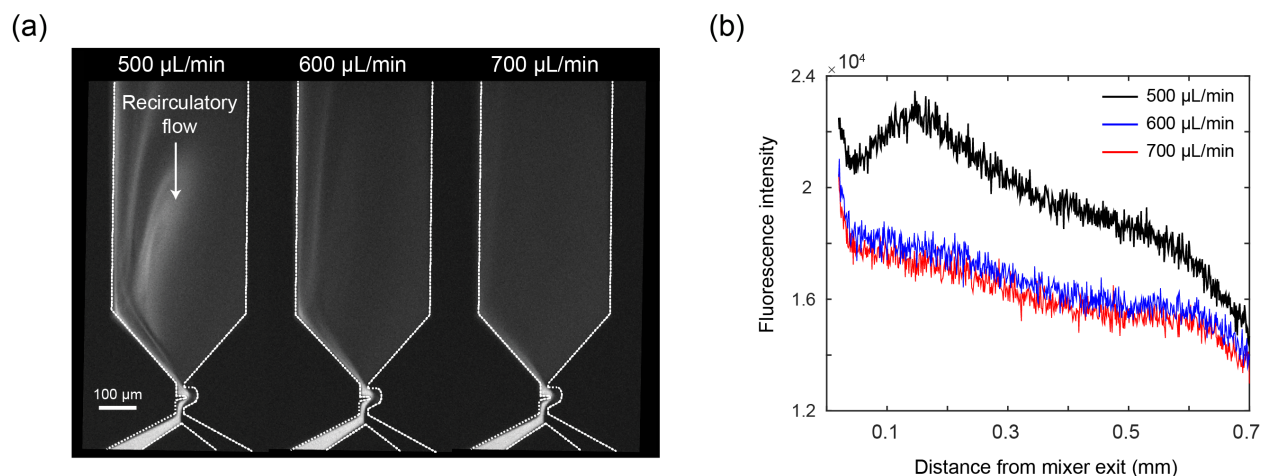 (a)
500 µL/min
600 µL/min
700 µL/min
Recirculatory
flow
100 µm
(b)
× 10⁴
2.4
2
1.6
1.2
Fluorescence intensity
500 µL/min
600 µL/min
700 µL/min
0.1
0.3
0.5
0.7
Distance from mixer exit (mm)